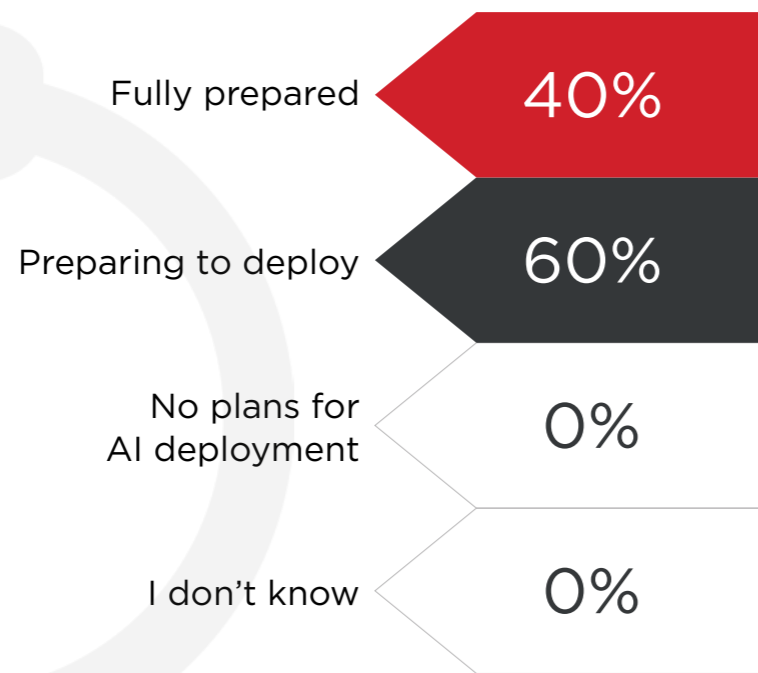 Fully prepared
40%
Preparing to deploy
60%
No plans for
AI deployment
0%
I don’t know
0%